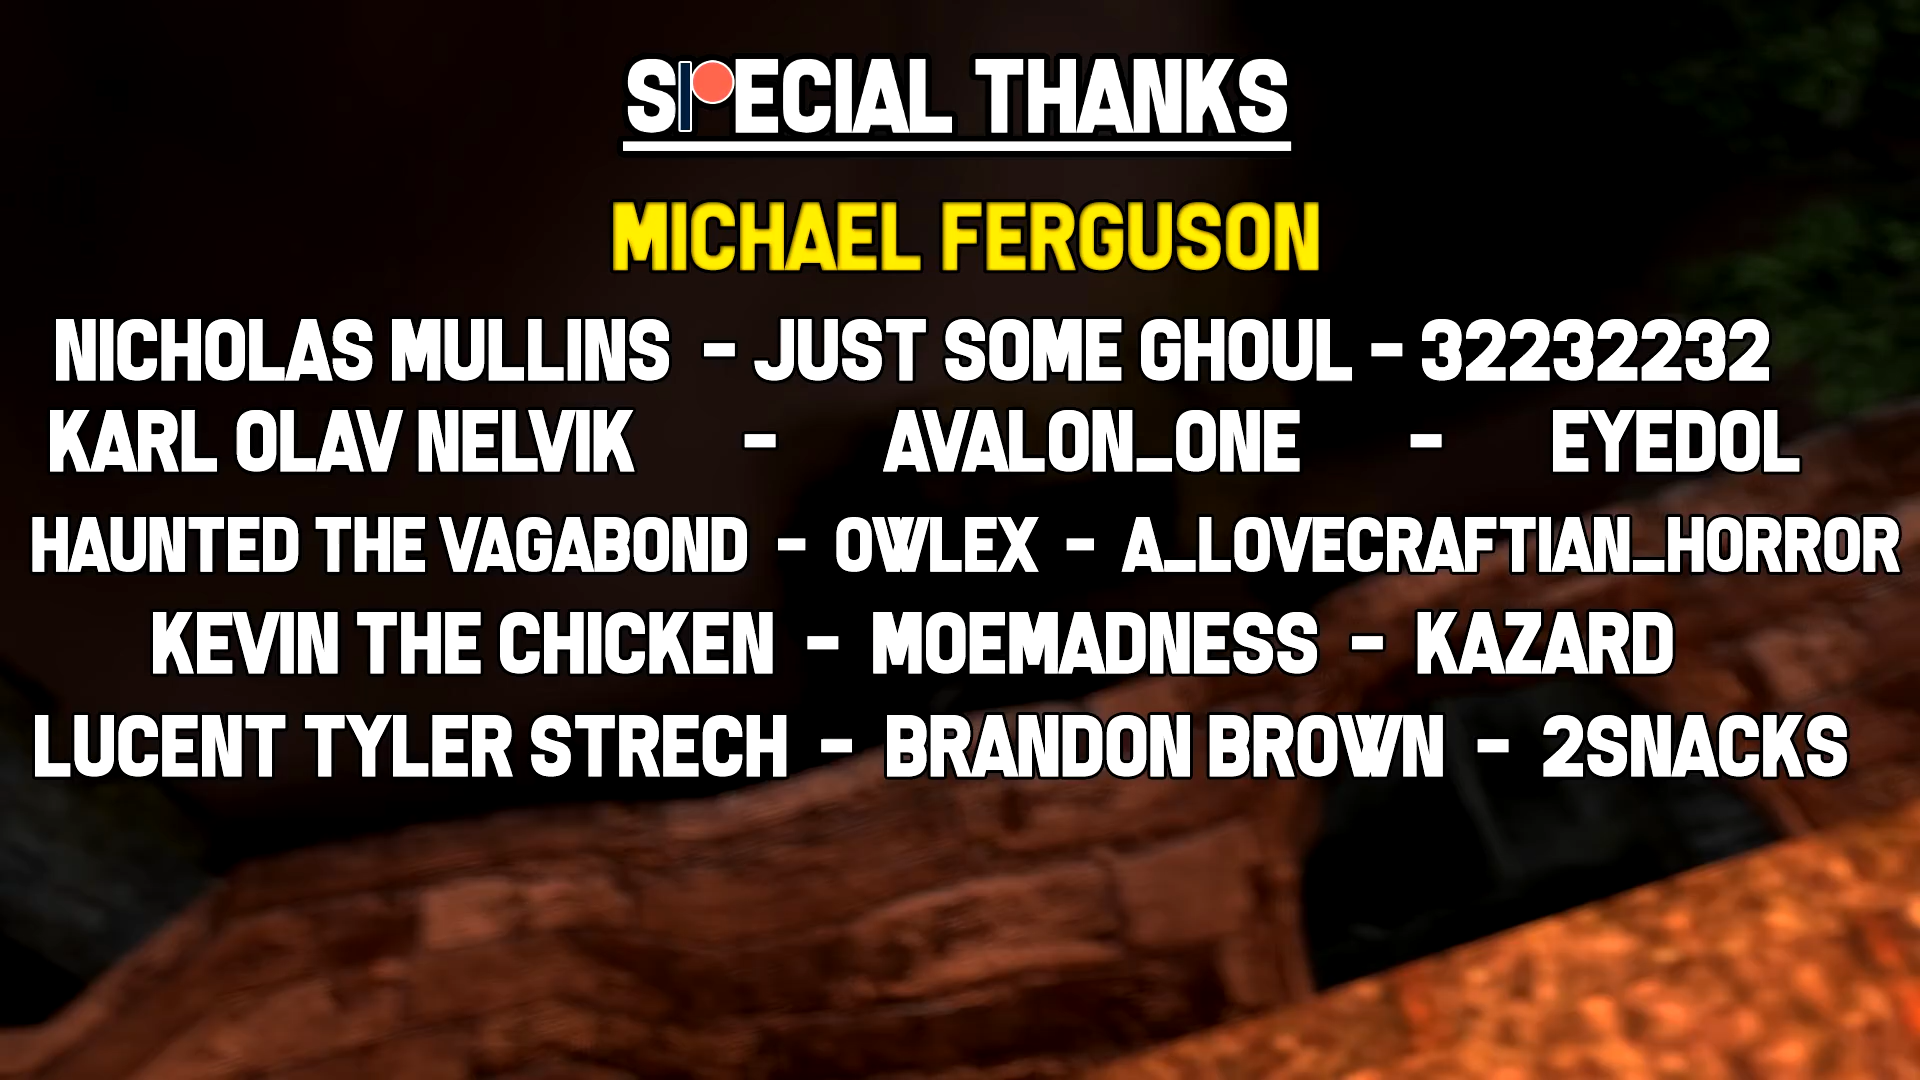 SPECIAL THANKS
MICHAEL FERGUSON
NICHOLAS MULLINS - JUST SOME GHOUL - 32232232
KARL OLAV NELVIK - AVALON_ONE - EYEDOL
HAUNTED THE VAGABOND - OWLEX - A_LOVECRAFTIAN_HORROR
KEVIN THE CHICKEN - MOEMADNESS - KAZARD
LUCENT TYLER STRECH - BRANDON BROWN - 2SNACKS